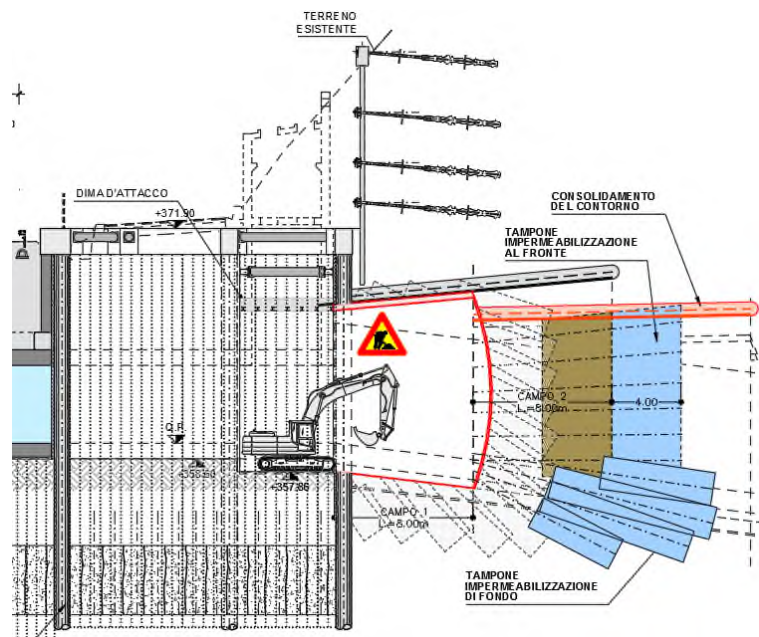 TERRENO
ESISTENTE
DIMA D'ATTACCO
+371.90
CONSOLIDAMENTO
DEL CONTORNO
TAMPONE
IMPERMEABILIZZAZIONE
AL FRONTE
CAMPO 2
L=8.00m
4.00
+357.86
CAMPO 1
TAMPONE
IMPERMEABILIZZAZIONE
DI FONDO